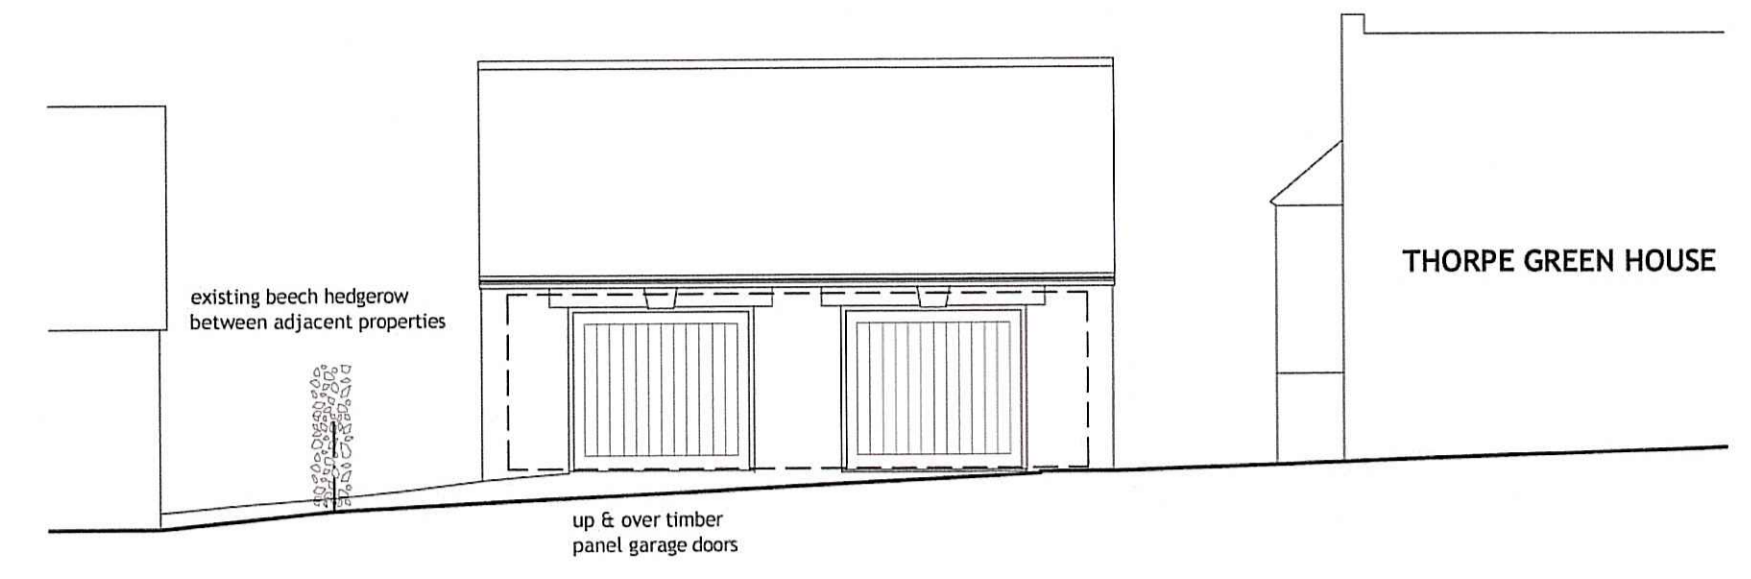 THORPE GREEN HOUSE
existing beech hedgerow
between adjacent properties
up & over timber
panel garage doors